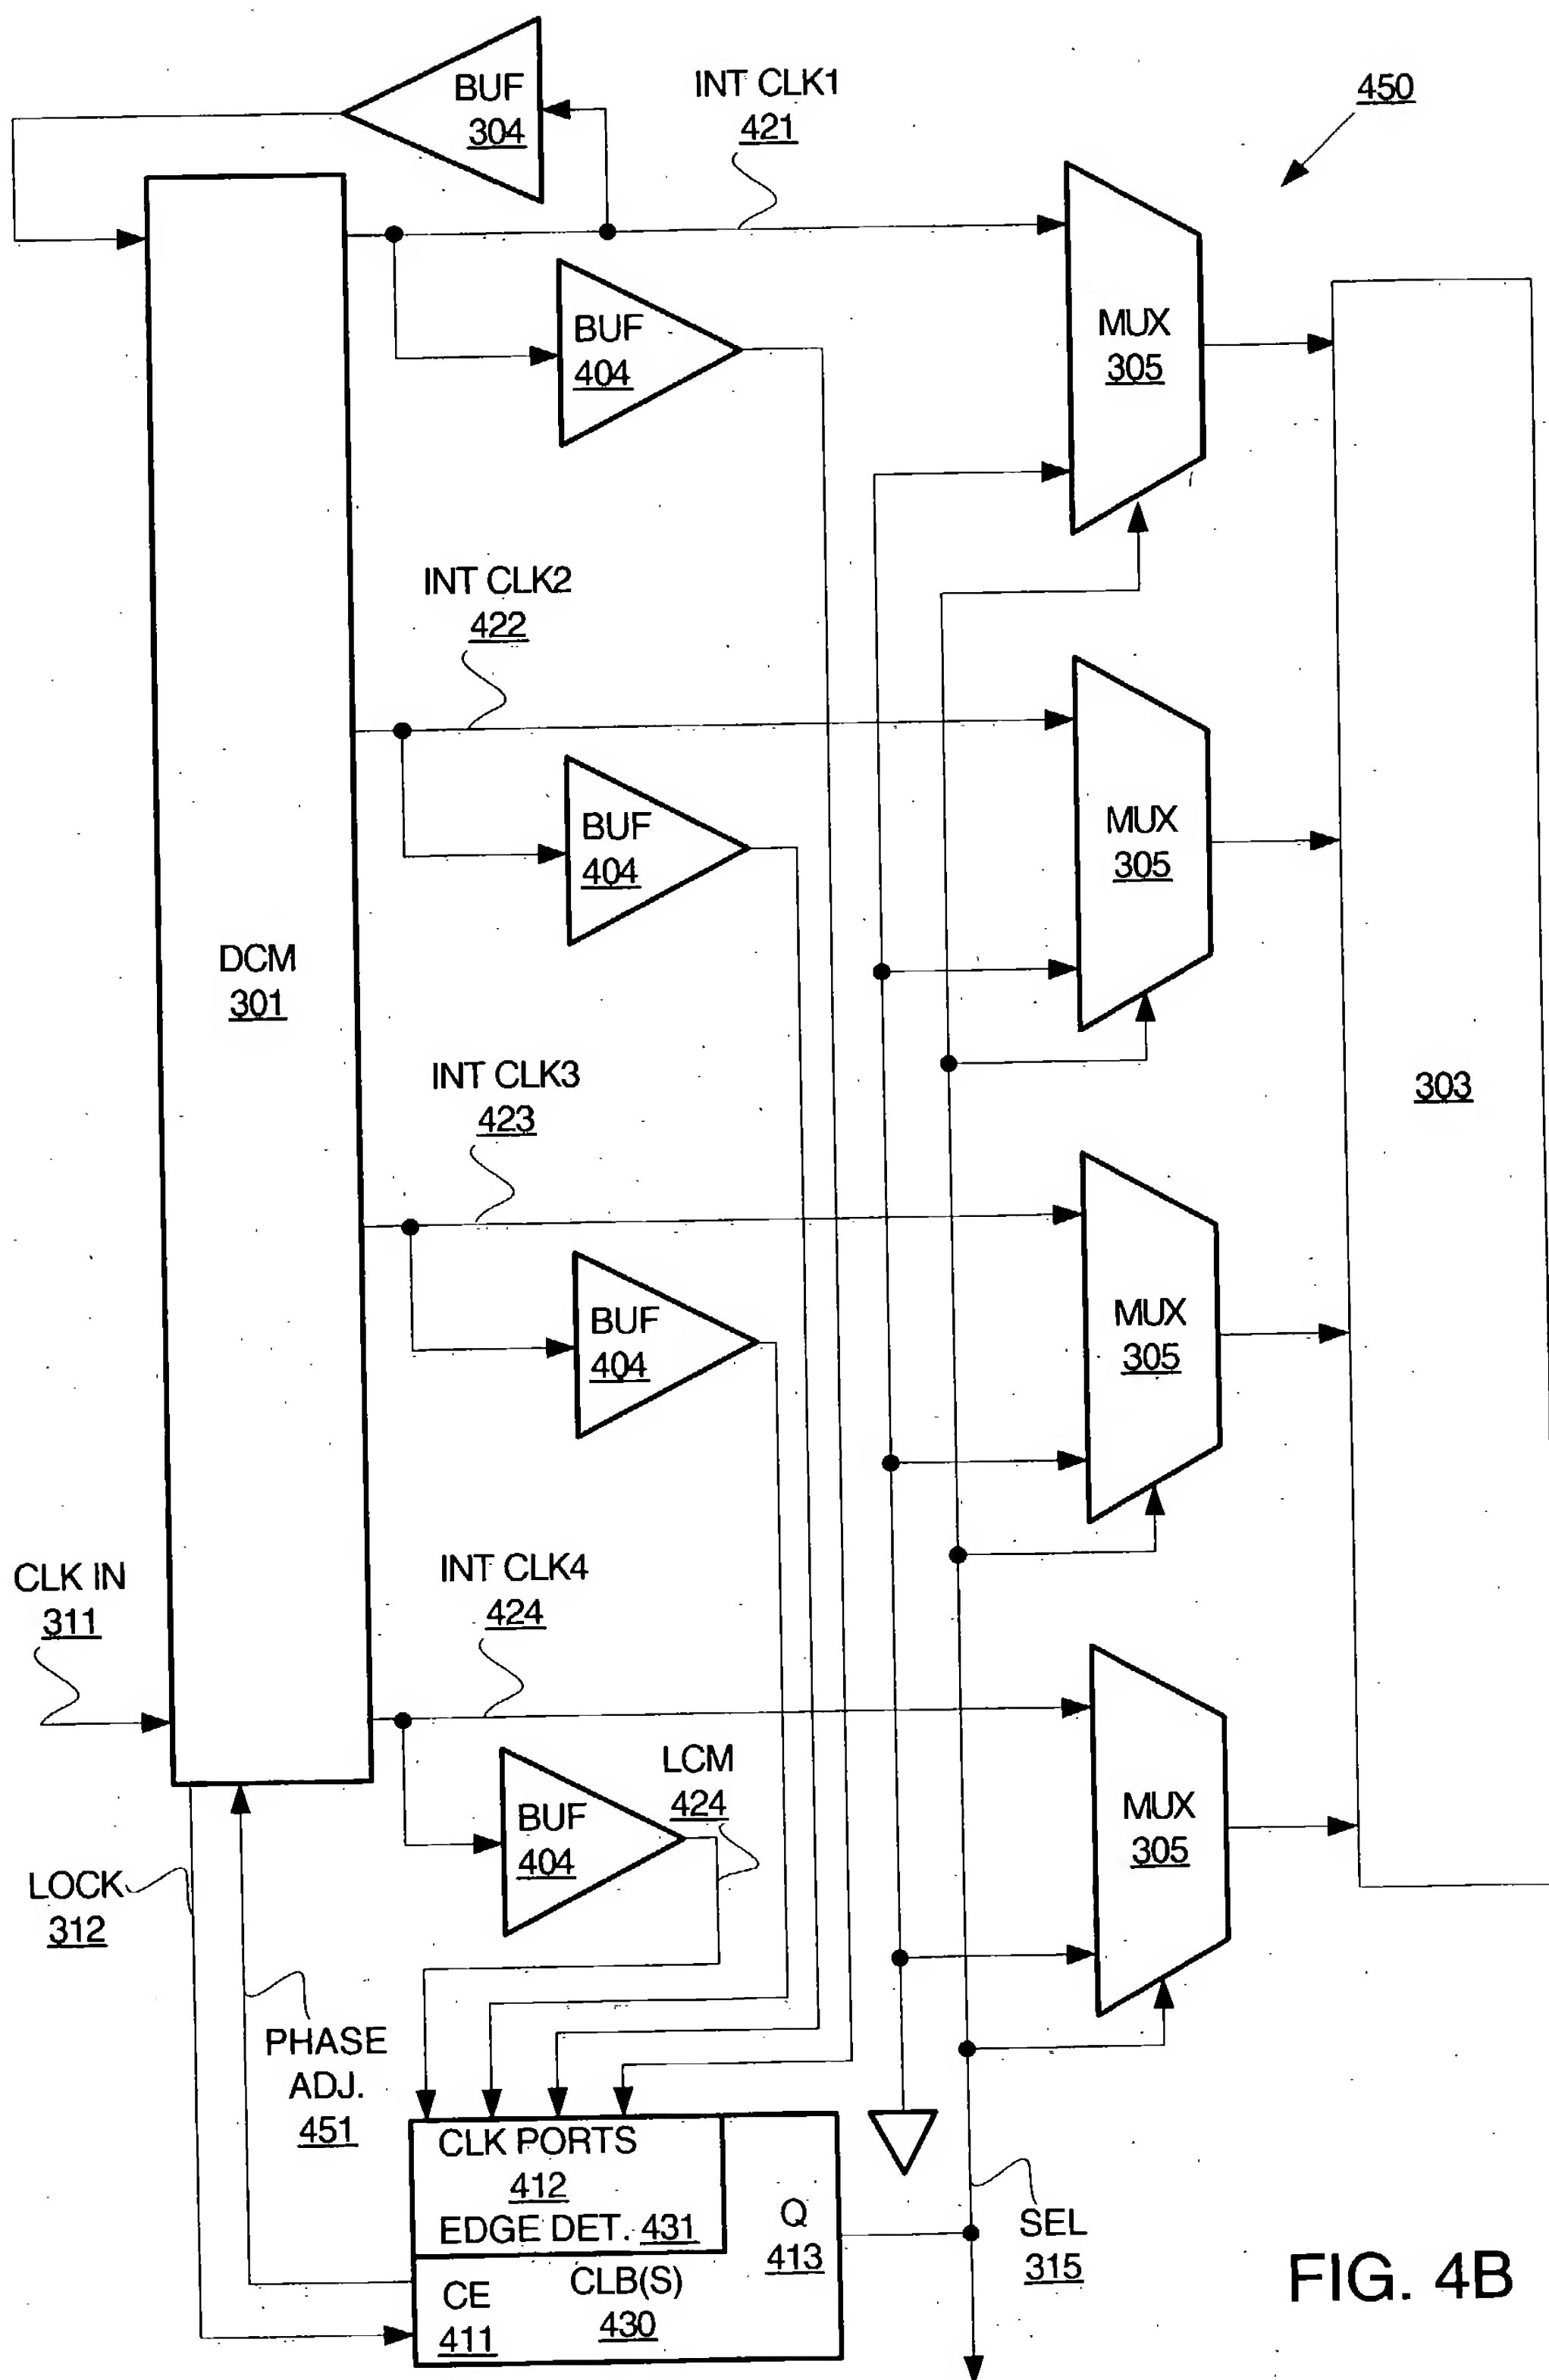 BUF
304
INT CLK1
421
450
BUF
404
MUX
305
INT CLK2
422
BUF
404
MUX
305
DCM
301
INT CLK3
423
303
BUF
404
MUX
305
CLK IN
311
INT CLK4
424
LCM
424
BUF
404
MUX
305
LOCK
312
PHASE
ADJ.
451
CLK PORTS
412
EDGE DET. 431
Q
413
CE
411
CLB(S)
430
SEL
315
FIG. 4B